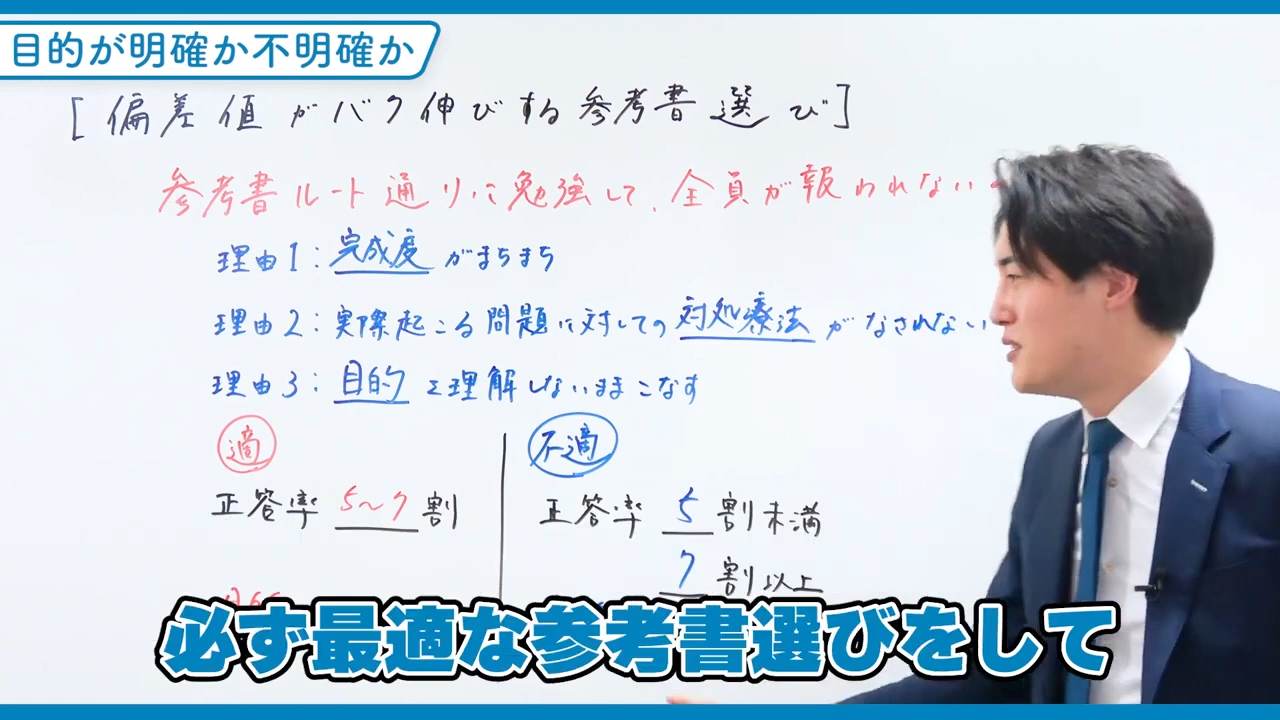 目的が明確か不明確か
[偏差値がバク伸びする参考書選び]
参考書ルート通りに勉強して、全員が報われない
理由1：完成度がまちまち
理由2：実際起こる問題に対しての対処療法がなされない
理由3：目的を理解しないままこなす
適
不適
正答率 5〜7割
正答率 5割未満
7割以上
必ず最適な参考書選びをして